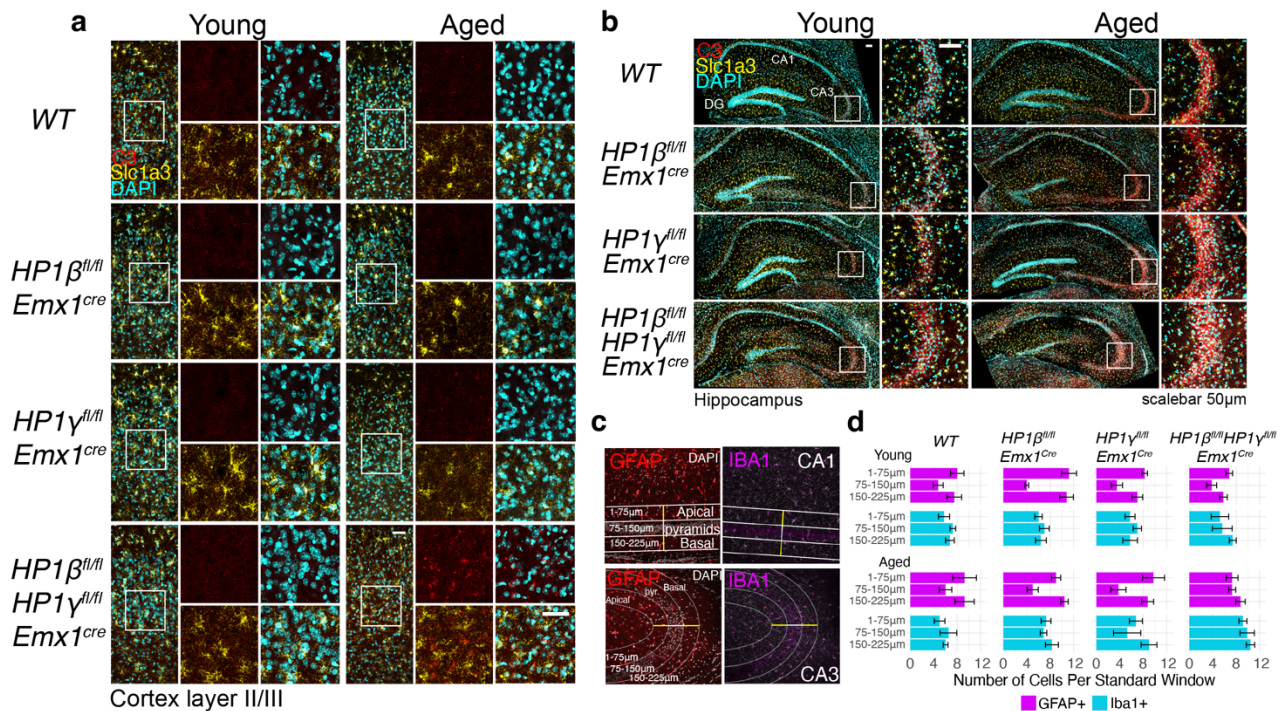 a
Young
Aged
WT
C3
Slc1a3
DAPI
HP1β^fl/fl
Emx1^cre
HP1γ^fl/fl
Emx1^cre
HP1β^fl/fl
HP1γ^fl/fl
Emx1^cre
Cortex layer II/III
b
Young
Aged
WT
C3
Slc1a3
DAPI
CA1
CA3
DG
HP1β^fl/fl
Emx1^cre
HP1γ^fl/fl
Emx1^cre
HP1β^fl/fl
HP1γ^fl/fl
Emx1^cre
Hippocampus
scalebar 50μm
c
GFAP
DAPI
IBA1
CA1
1-75μm
Apical
75-150μm
pyramids
150-225μm
Basal
GFAP
DAPI
IBA1
Apical
pyr
Basal
1-75μm
75-150μm
150-225μm
CA3
d
WT
HP1β^fl/fl
Emx1^Cre
HP1γ^fl/fl
Emx1^Cre
HP1β^fl/fl HP1γ^fl/fl
Emx1^Cre
Young
1-75μm
75-150μm
150-225μm
1-75μm
75-150μm
150-225μm
Aged
1-75μm
75-150μm
150-225μm
1-75μm
75-150μm
150-225μm
0 4 8 12 0 4 8 12 0 4 8 12 0 4 8 12
Number of Cells Per Standard Window
GFAP+ Iba1+